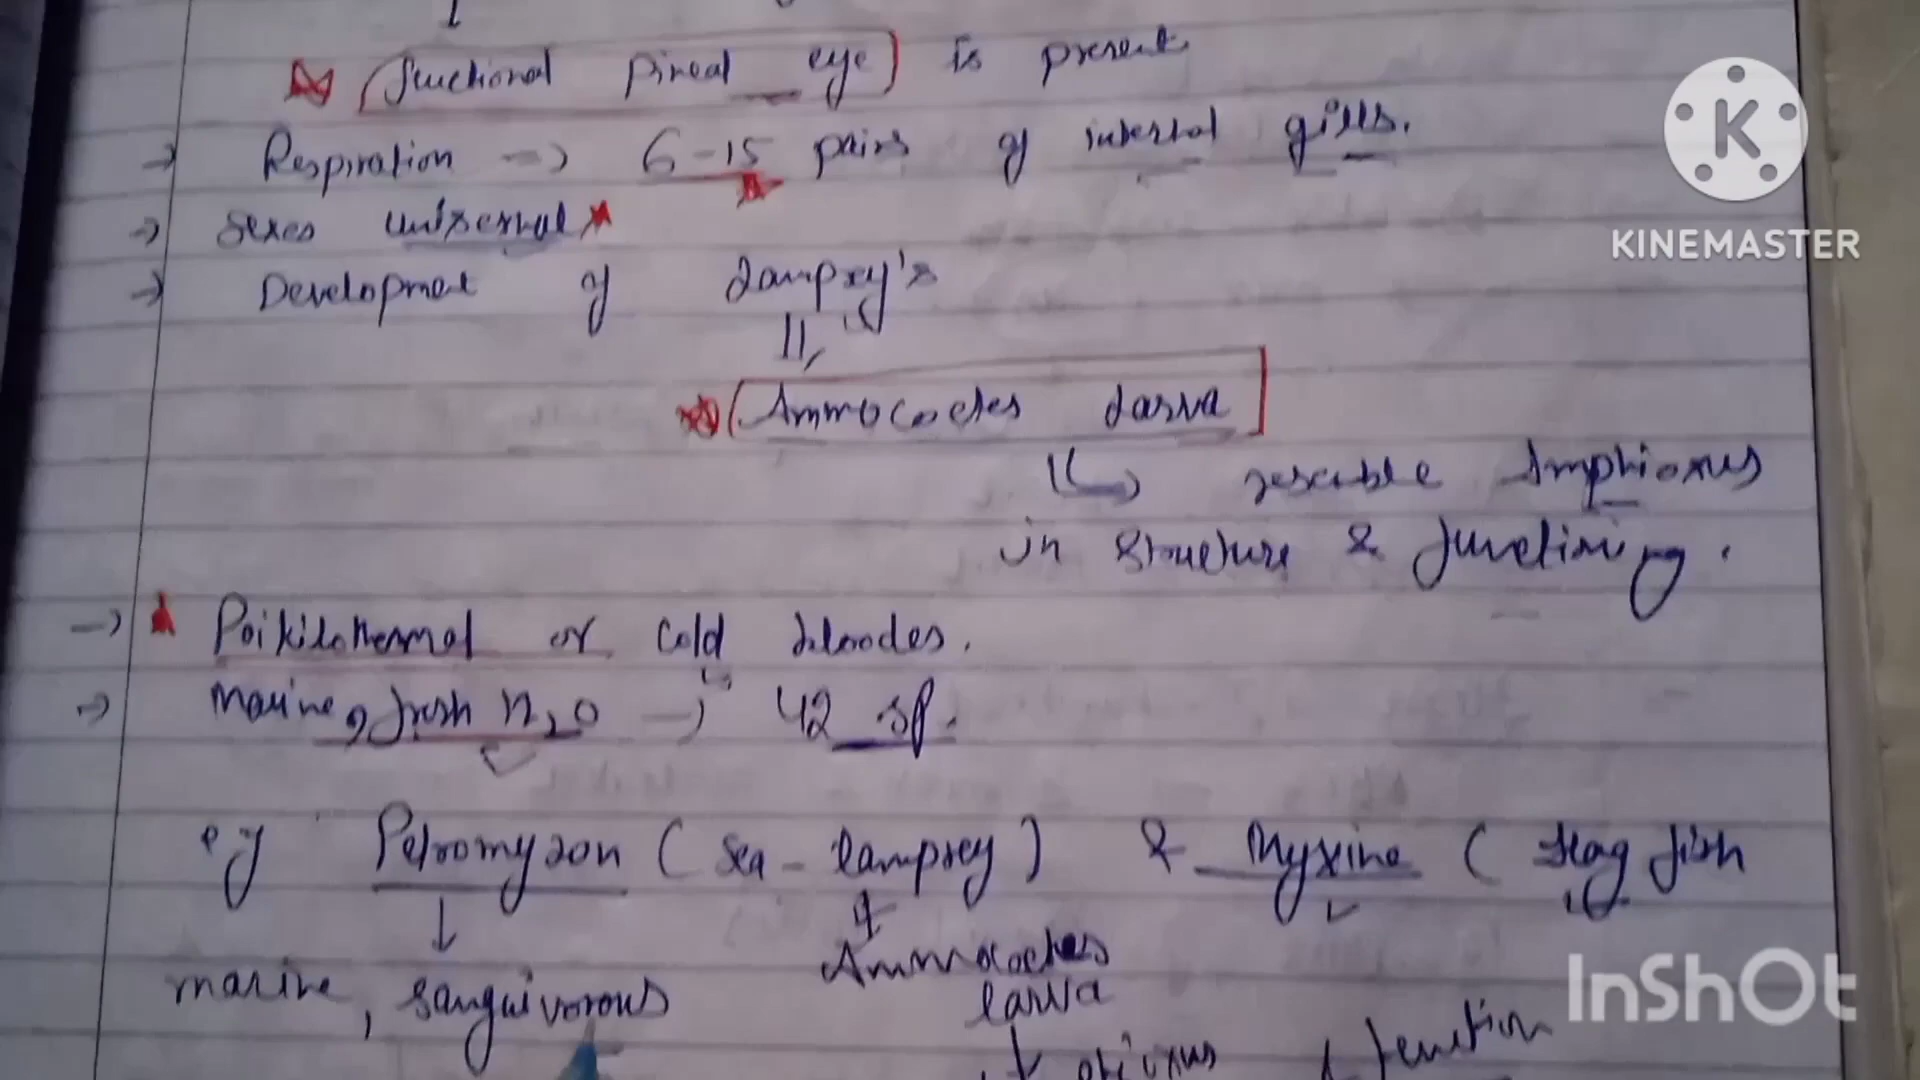 functional pineal eye is present
KINEMASTER
→ Respiration → 6-15 pairs of internal gills.
→ Sexes unisexual
→ Development of Lamprey's
Ammocoetes Larva
↳ resemble Amphioxus
in structure & functioning.
→ Poikilothermal or cold bloodes.
→ Marine, fresh H2O → 42 sp.
eg Petromyzon (Sea-lamprey) & Myxine (Hag fish
marine, sanguivorous
Ammocoetes
larva
function
InShOt